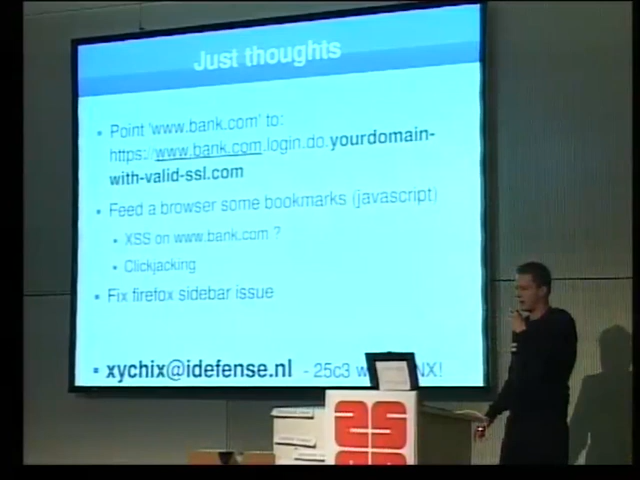 Just thoughts
• Point 'www.bank.com' to:
https://www.bank.com.login.do.yourdomain-
with-valid-ssl.com
• Feed a browser some bookmarks (javascript)
• XSS on www.bank.com ?
• Clickjacking
• Fix firefox sidebar issue
• xychix@idefense.nl - 25c3 w NX!
25